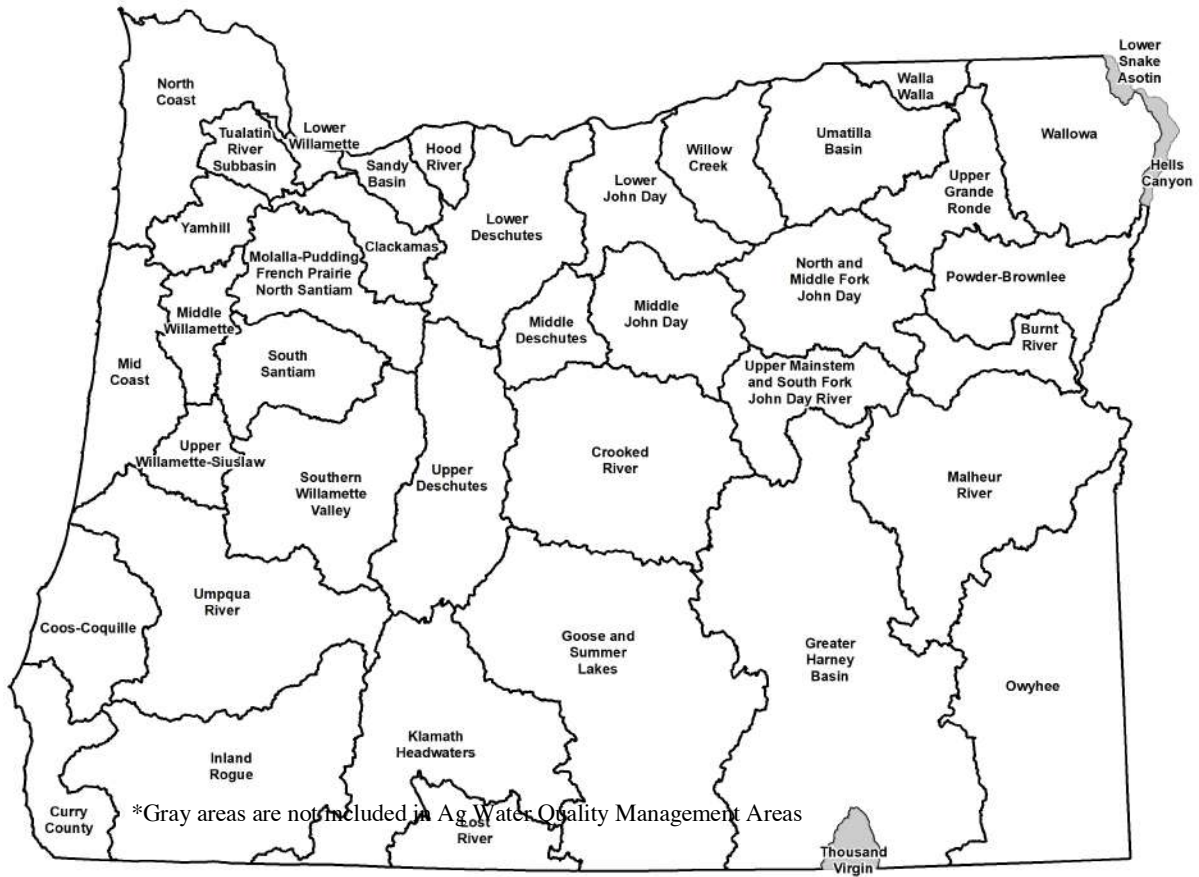 Lower
Snake
Asotin
North
Coast
Walla
Walla
Tualatin
River
Subbasin
Lower
Willamette
Hood
River
Sandy
Basin
Willow
Creek
Umatilla
Basin
Wallowa
Hells
Canyon
Lower
John Day
Upper
Grande
Ronde
Yamhill
Lower
Deschutes
Clackamas
Molalla-Pudding
French Prairie
North Santiam
North and
Middle Fork
John Day
Powder-Brownlee
Middle
Willamette
Middle
Deschutes
Middle
John Day
Burnt
River
Mid
Coast
South
Santiam
Upper Mainstem
and South Fork
John Day River
Upper
Willamette-Siuslaw
Southern
Willamette
Valley
Upper
Deschutes
Crooked
River
Malheur
River
Umpqua
River
Coos-Coquille
Goose and
Summer
Lakes
Greater
Harney
Basin
Owyhee
Inland
Rogue
Klamath
Headwaters
Curry
County
*Gray areas are not included in Ag Water Quality Management Areas
Lost
River
Thousand
Virgin